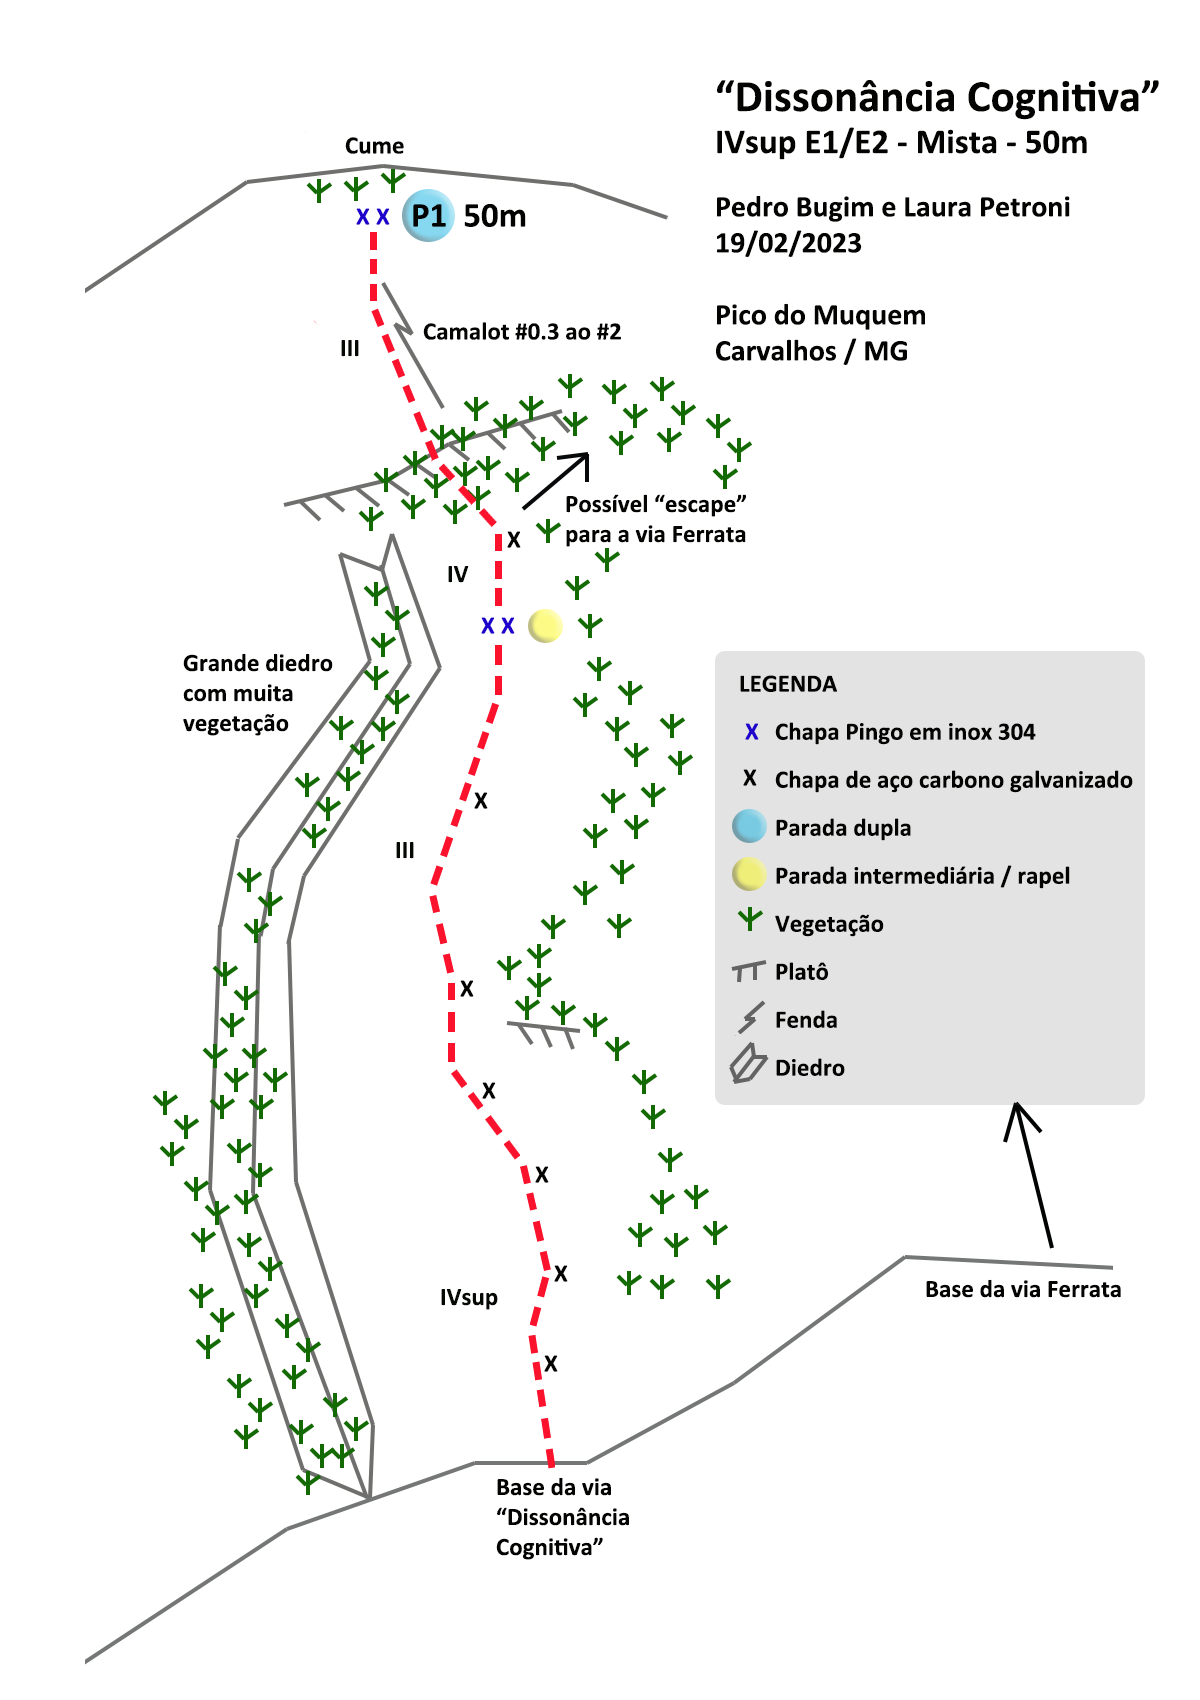 “Dissonância Cognitiva”
IVsup E1/E2 - Mista - 50m
Pedro Bugim e Laura Petroni
19/02/2023
Pico do Muquem
Carvalhos / MG
Cume
X X P1 50m
Camalot #0.3 ao #2
III
Possível “escape”
para a via Ferrata
X
IV
X X
Grande diedro
com muita
vegetação
X
III
X
X
X
X
IVsup
X
LEGENDA
X Chapa Pingo em inox 304
X Chapa de aço carbono galvanizado
Parada dupla
Parada intermediária / rapel
Vegetação
Platô
Fenda
Diedro
Base da via Ferrata
Base da via
“Dissonância
Cognitiva”